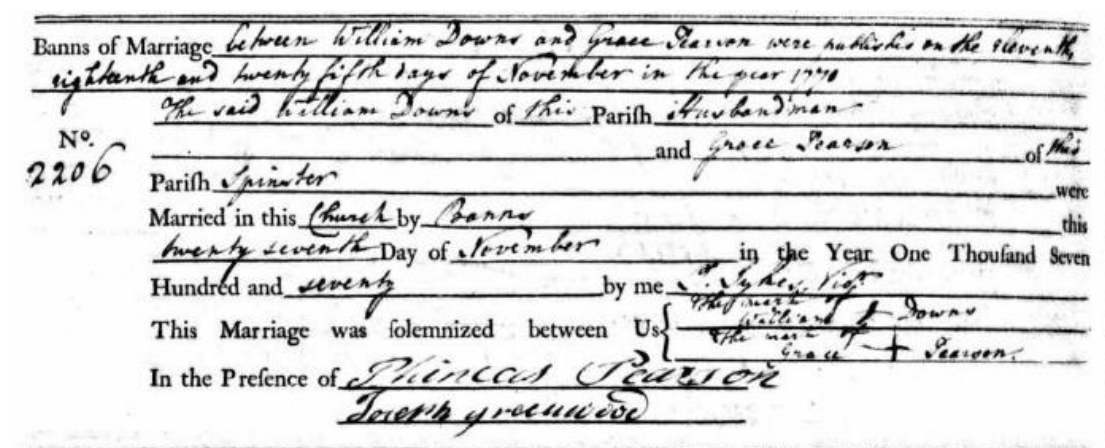 Banns of Marriage between William Downs and Grace Pearson were publish'd on the eleventh,
eighteenth and twenty fifth days of November in the year 1770
The said William Downs of this Pariſh Husbandman
No. and Grace Pearson of this
2206 Pariſh Spinster were
Married in this Church by Banns this
twenty seventh Day of November in the Year One Thouſand Seven
Hundred and seventy by me Sykes,
The mark of
This Marriage was ſolemnized between Us { William + Downs
The mark of
Grace + Pearson.
In the Preſence of Phineas Pearson
Joseph greenwood